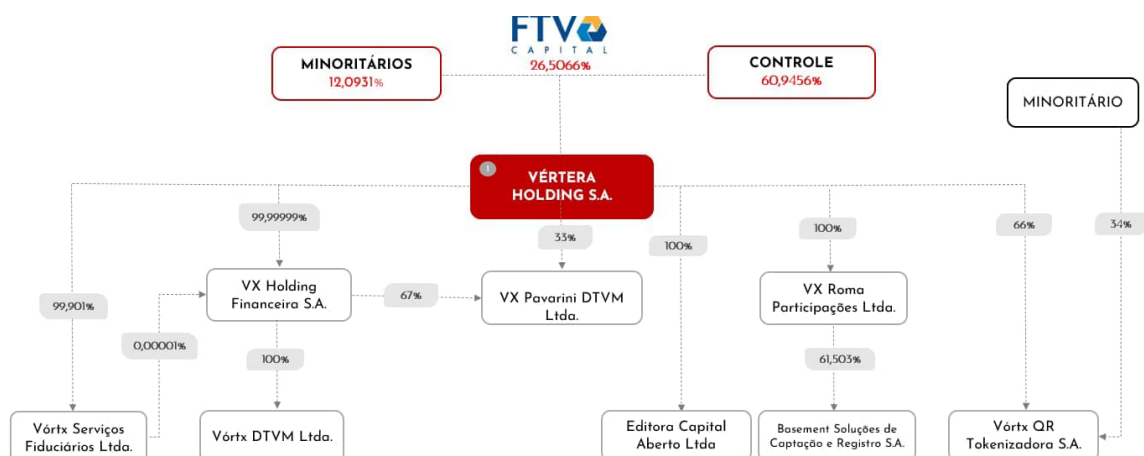 FTV
CAPITAL
26,5066%
MINORITÁRIOS
12,0931%
CONTROLE
60,9456%
MINORITÁRIO
1
VÉRTERA
HOLDING S.A.
99,99999%
33%
100%
100%
66%
34%
VX Holding
Financeira S.A.
67%
VX Pavarini DTVM
Ltda.
VX Roma
Participações Ltda.
99,901%
0,00001%
100%
61,503%
Vórtx Serviços
Fiduciários Ltda.
Vórtx DTVM Ltda.
Editora Capital
Aberto Ltda
Basement Soluções de
Captação e Registro S.A.
Vórtx QR
Tokenizadora S.A.